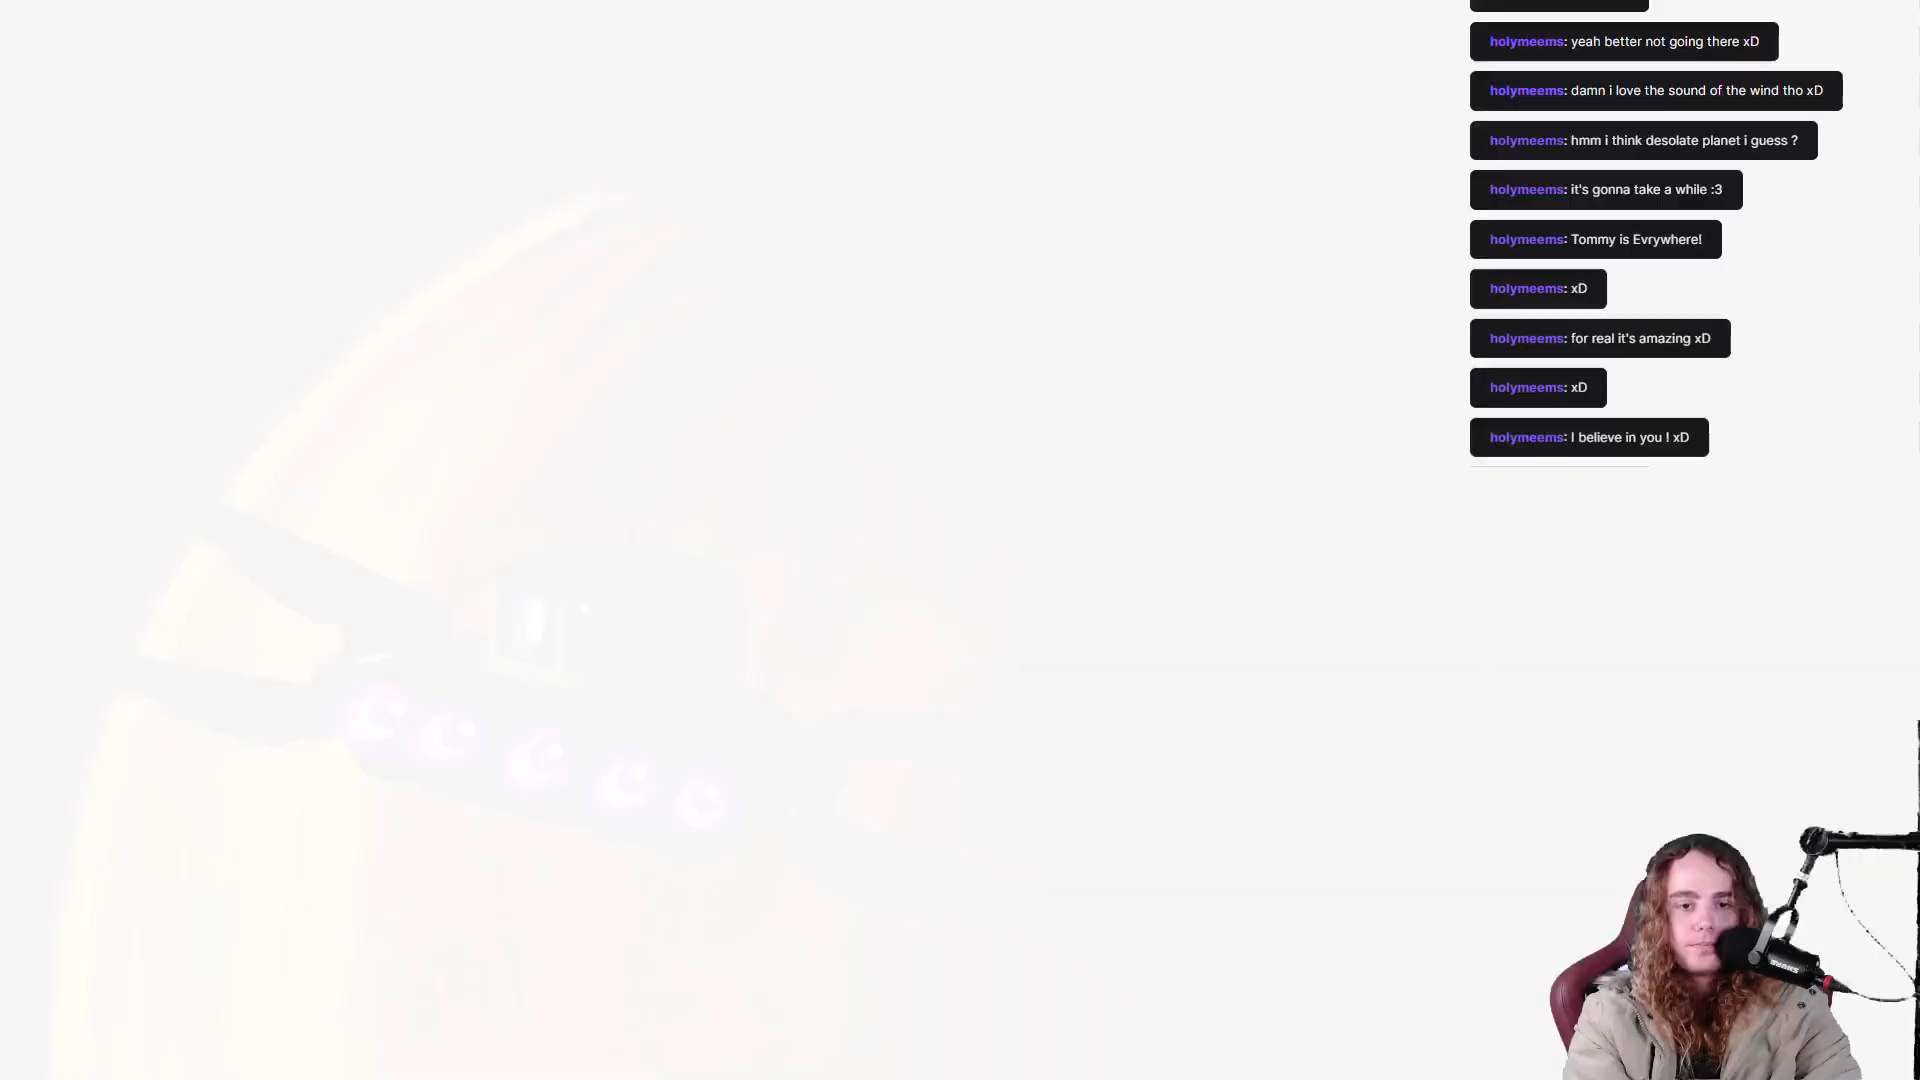 holymeems: yeah better not going there xD
holymeems: damn i love the sound of the wind tho xD
holymeems: hmm i think desolate planet i guess ?
holymeems: it's gonna take a while :3
holymeems: Tommy is Evrywhere!
holymeems: xD
holymeems: for real it's amazing xD
holymeems: xD
holymeems: I believe in you ! xD
SHURE